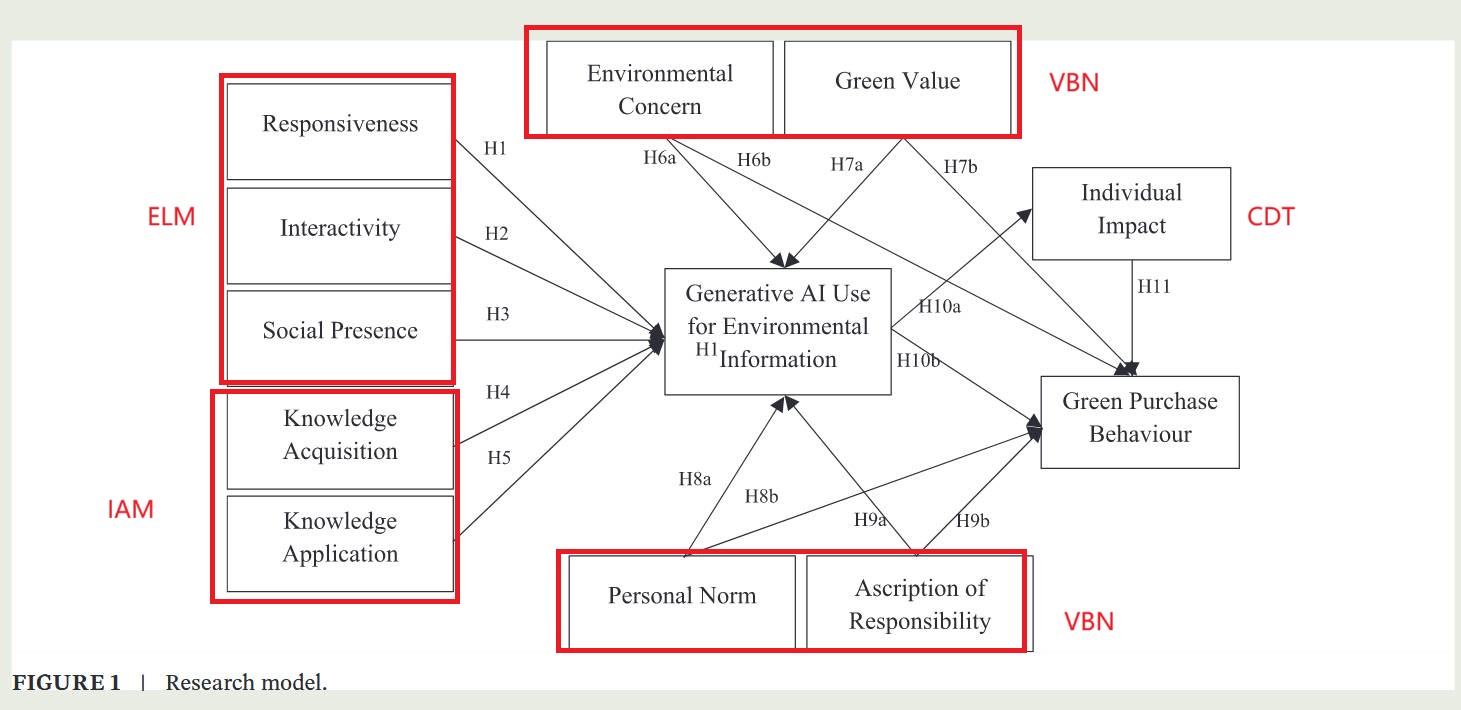 Environmental
Concern
Green Value
VBN
Responsiveness
H1
H6a
H6b
H7a
H7b
ELM
Interactivity
H2
Individual
Impact
CDT
Social Presence
H3
Generative AI Use
for Environmental
H1
Information
H10a
H11
H10b
Knowledge
Acquisition
H4
Green Purchase
Behaviour
IAM
Knowledge
Application
H5
H8a
H8b
H9a
H9b
Personal Norm
Ascription of
Responsibility
VBN
FIGURE 1 | Research model.